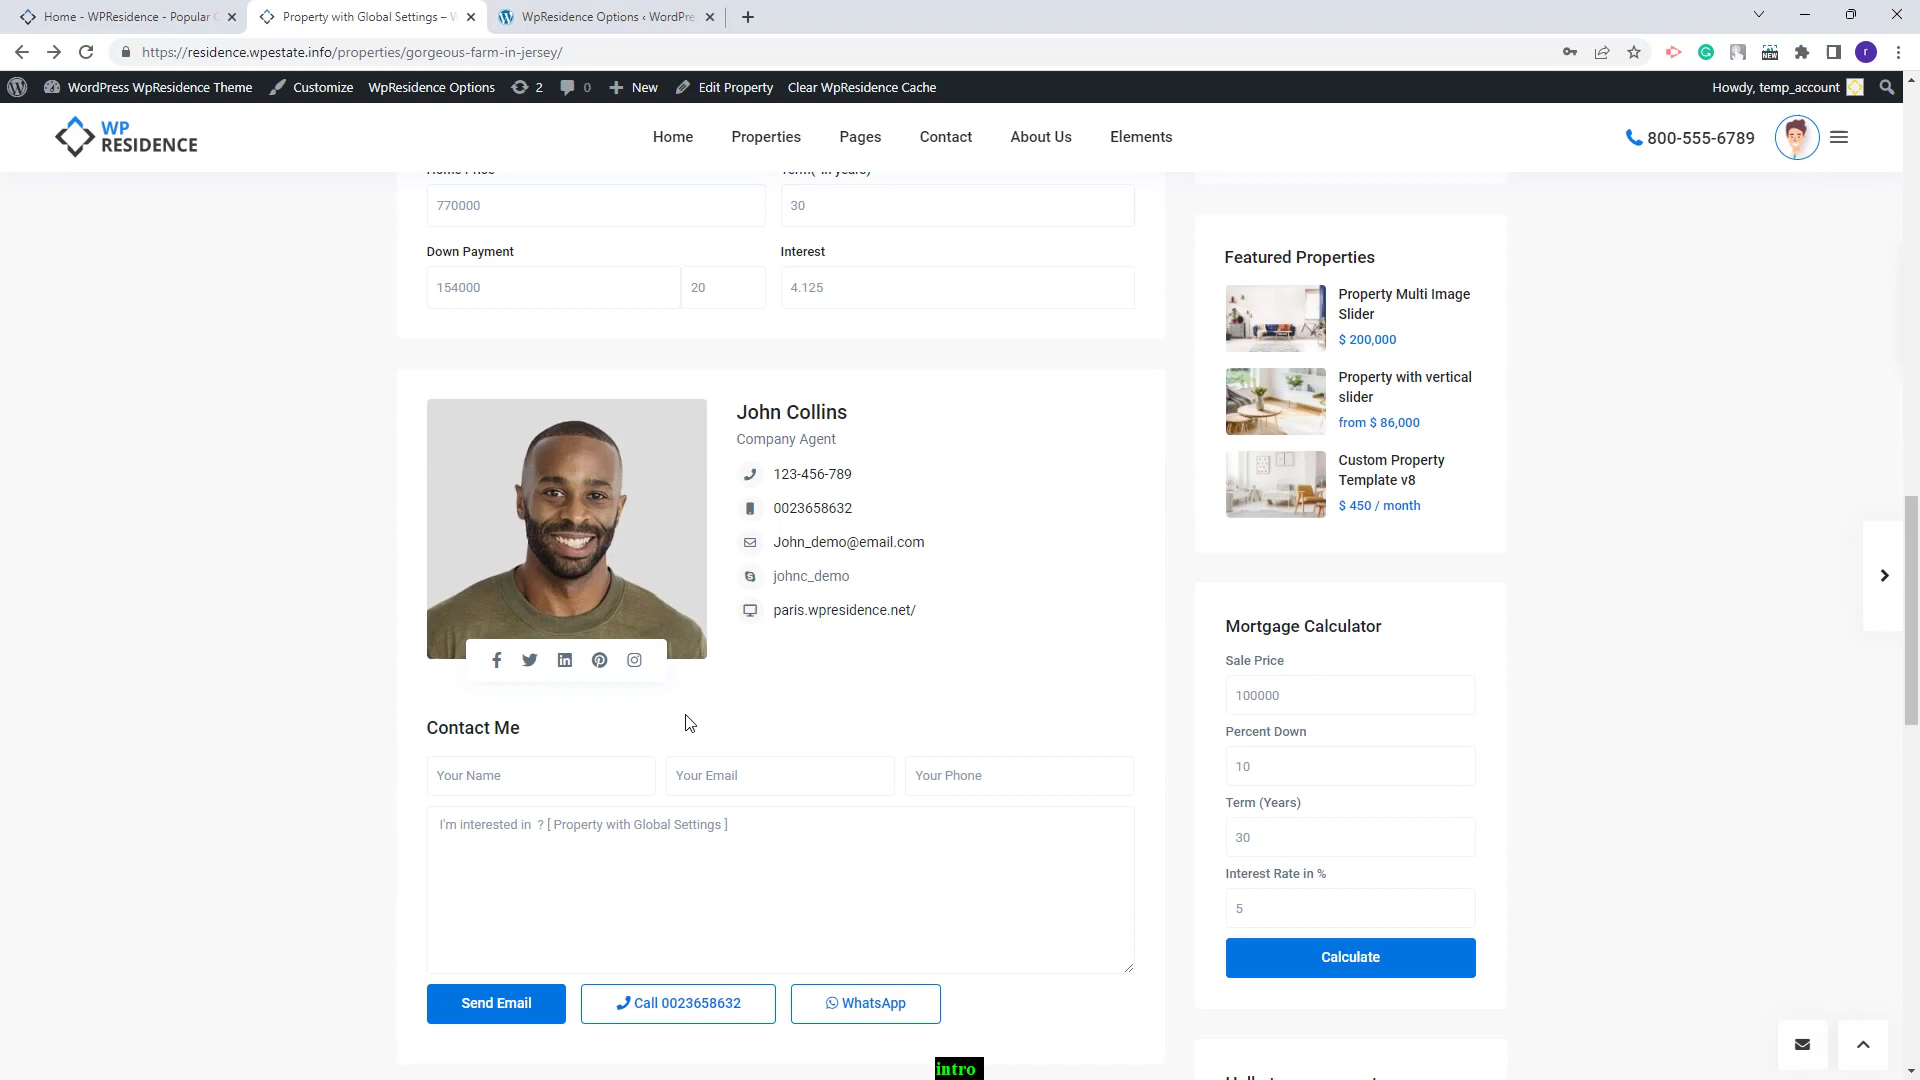 Home - WPResidence - Popular
Property with Global Settings – W
WpResidence Options ‹ WordPre
https://residence.wpestate.info/properties/gorgeous-farm-in-jersey/
NEW
r
WordPress WpResidence Theme
Customize
WpResidence Options
2
0
New
Edit Property
Clear WpResidence Cache
Howdy, temp_account
WP
RESIDENCE
Home
Properties
Pages
Contact
About Us
Elements
800-555-6789
Home Price
Term( in years)
770000
30
Down Payment
Interest
154000
20
4.125
John Collins
Company Agent
123-456-789
0023658632
John_demo@email.com
johnc_demo
paris.wpresidence.net/
Contact Me
Your Name
Your Email
Your Phone
I'm interested in  ? [ Property with Global Settings ]
Send Email
Call 0023658632
WhatsApp
Featured Properties
Property Multi Image
Slider
$ 200,000
Property with vertical
slider
from $ 86,000
Custom Property
Template v8
$ 450 / month
Mortgage Calculator
Sale Price
100000
Percent Down
10
Term (Years)
30
Interest Rate in %
5
Calculate
intro